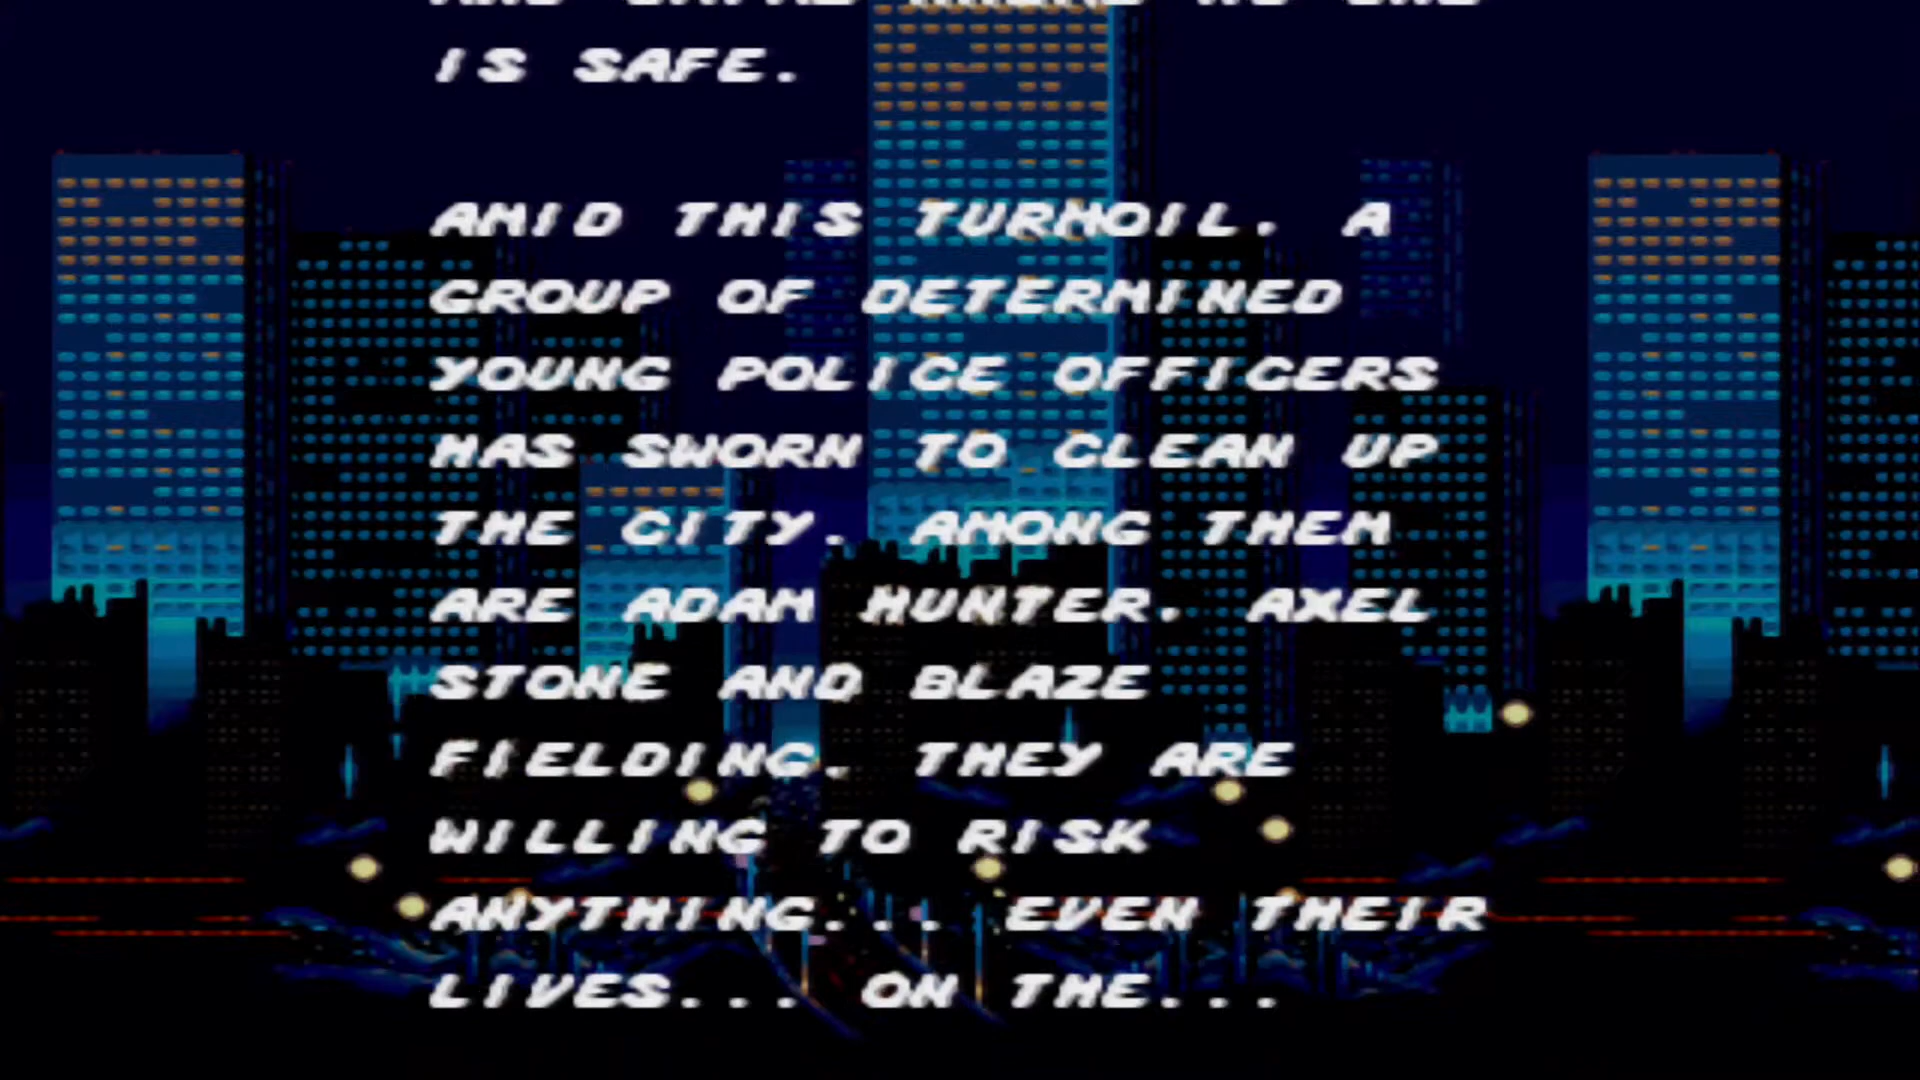 IS SAFE.
AMID THIS TURMOIL. A
GROUP OF DETERMINED
YOUNG POLICE OFFICERS
HAS SWORN TO CLEAN UP
THE CITY. AMONG THEM
ARE ADAM HUNTER. AXEL
STONE AND BLAZE
FIELDING. THEY ARE
WILLING TO RISK
ANYTHING... EVEN THEIR
LIVES... ON THE...